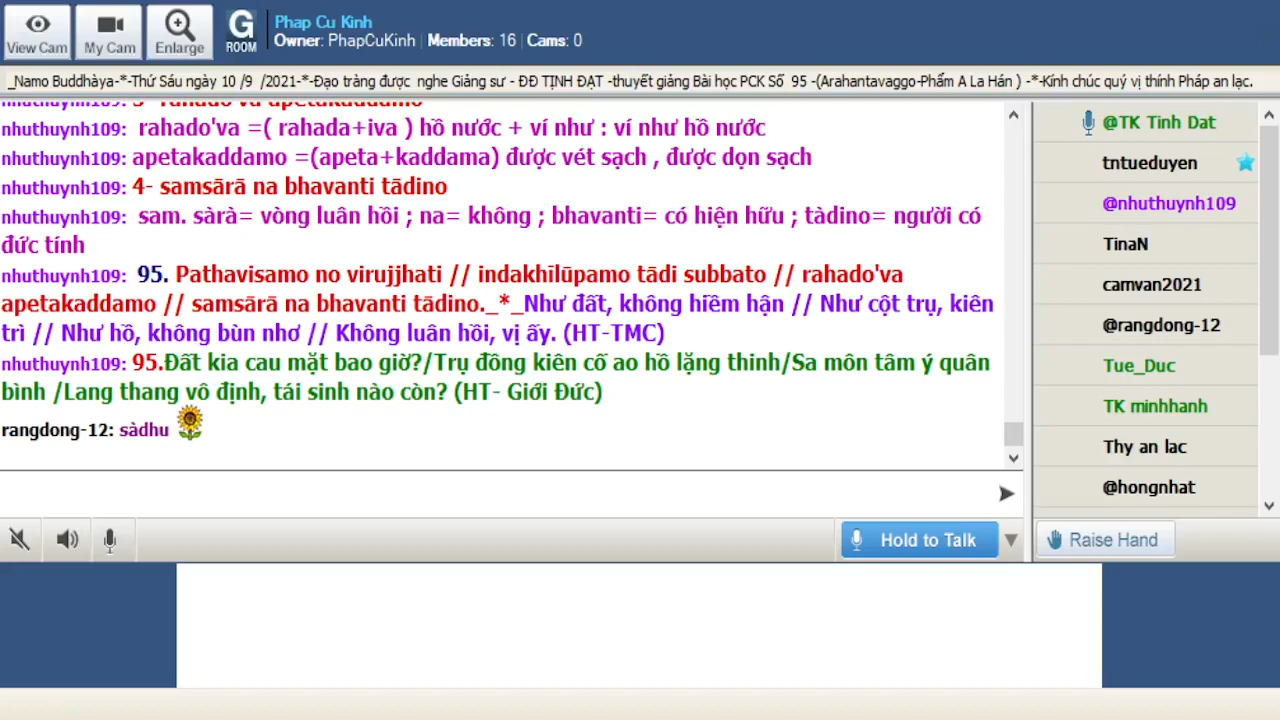 View Cam
My Cam
Enlarge
G
ROOM
Phap Cu Kinh
Owner: PhapCuKinh | Members: 16 | Cams: 0
_Namo Buddhàya-*-Thứ Sáu ngày 10 /9 /2021-*-Đạo tràng được nghe Giảng sư - ĐĐ TỊNH ĐẠT -thuyết giảng Bài học PCK Số 95 -(Arahantavaggo-Phẩm A La Hán ) -*-Kính chúc quý vị thính Pháp an lạc.
nhuthuynh109: 3- rahado'va apetakaddamo
nhuthuynh109: rahado'va =( rahada+iva ) hồ nước + ví như : ví như hồ nước
nhuthuynh109: apetakaddamo =(apeta+kaddama) được vét sạch , được dọn sạch
nhuthuynh109: 4- samsārā na bhavanti tādino
nhuthuynh109: sam. sàrà= vòng luân hồi ; na= không ; bhavanti= có hiện hữu ; tàdino= người có
đức tính
nhuthuynh109: 95. Pathavisamo no virujjhati // indakhīlūpamo tādi subbato // rahado'va
apetakaddamo // samsārā na bhavanti tādino._*_Như đất, không hiềm hận // Như cột trụ, kiên
trì // Như hồ, không bùn nhơ // Không luân hồi, vị ấy. (HT-TMC)
nhuthuynh109: 95.Đất kia cau mặt bao giờ?/Trụ đồng kiên cố ao hồ lặng thinh/Sa môn tâm ý quân
bình /Lang thang vô định, tái sinh nào còn? (HT- Giới Đức)
rangdong-12: sàdhu
@TK Tinh Dat
tntueduyen
@nhuthuynh109
TinaN
camvan2021
@rangdong-12
Tue_Duc
TK minhhanh
Thy an lac
@hongnhat
Hold to Talk
Raise Hand